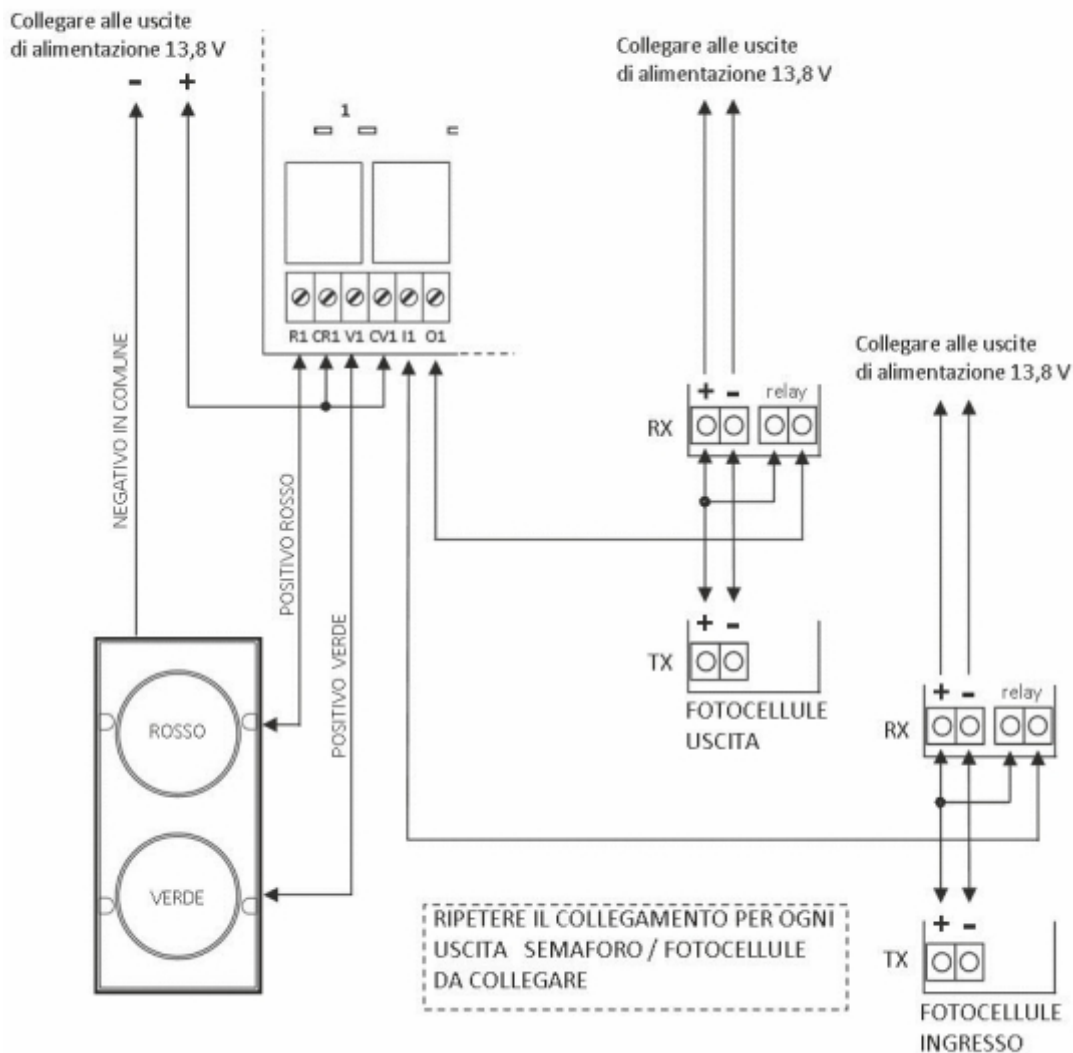 Collegare alle uscite
di alimentazione 13,8 V
- +
1
R1 CR1 V1 CV1 I1 O1
NEGATIVO IN COMUNE
POSITIVO ROSSO
POSITIVO VERDE
ROSSO
VERDE
Collegare alle uscite
di alimentazione 13,8 V
+ - relay
RX
+ -
TX
FOTOCELLULE
USCITA
Collegare alle uscite
di alimentazione 13,8 V
+ - relay
RX
+ -
TX
FOTOCELLULE
INGRESSO
RIPETERE IL COLLEGAMENTO PER OGNI
USCITA SEMAFORO / FOTOCELLULE
DA COLLEGARE